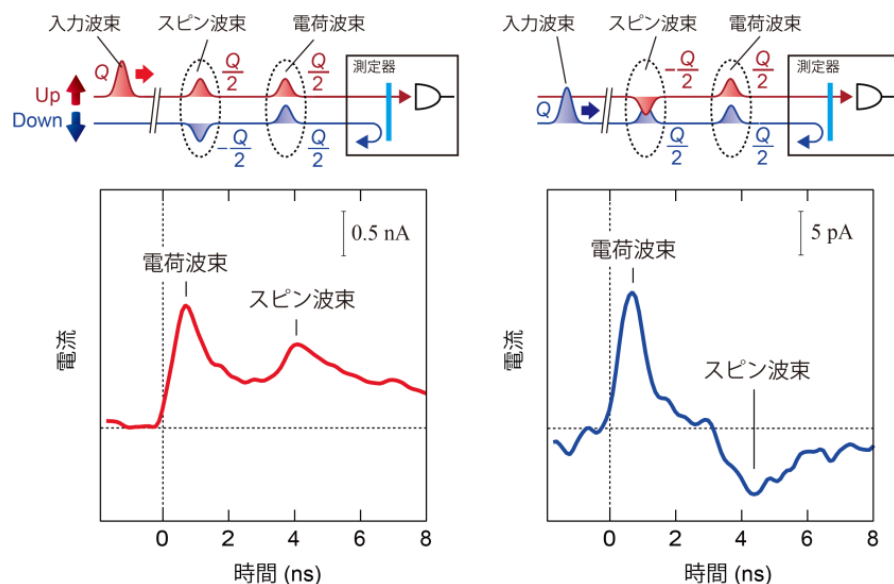 入力波束 スピン波束 電荷波束
Q Q/2 Q/2 測定器
Up
Down
-Q/2 Q/2
入力波束 スピン波束 電荷波束
-Q/2 Q/2 測定器
Q
Q/2 Q/2
0.5 nA
電荷波束
スピン波束
電流
0 2 4 6 8
時間 (ns)
5 pA
電荷波束
スピン波束
電流
0 2 4 6 8
時間 (ns)